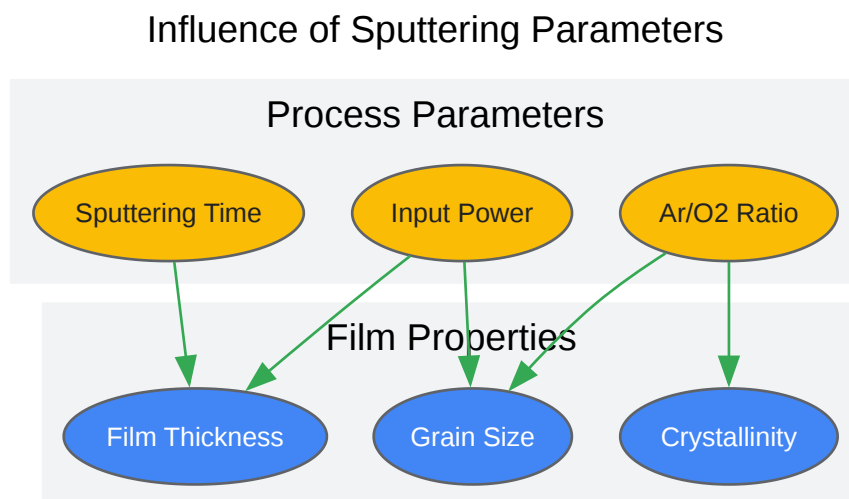 Influence of Sputtering Parameters
Process Parameters
Sputtering Time
Input Power
Ar/O2 Ratio
Film Properties
Film Thickness
Grain Size
Crystallinity